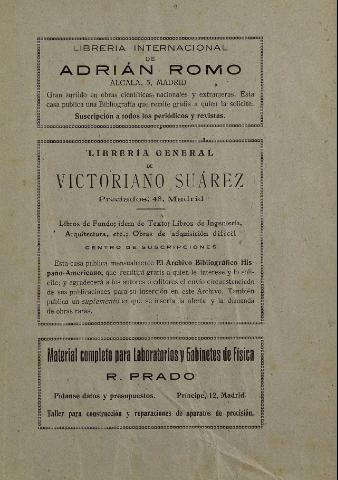 LIBRERIA INTERNACIONAL
DE
ADRIÁN ROMO
ALCALÁ, 5, MADRID
Gran surtido en obras científicas nacionales y extranjeras. Esta
casa publica una Bibliografía que remite gratis a quien la solicite.
Suscripción a todos los periódicos y revistas.
LIBRERÍA GENERAL
DE
VICTORIANO SUÁREZ
Preciados, 48, Madrid
Libros de Fondo; idem de Texto; Libros de Ingeniería,
Arquitectura, etc.; Obras de adquisición difícil
CENTRO DE SUSCRIPCIONES
Esta casa publica mensualmente El Archivo Bibliográfico His-
pano-Americano, que remitirá gratis a quien le interese y lo soli-
cite; y agradecerá a los autores o editores el envío circunstanciado
de sus publicaciones para su inserción en este Archivo. También
publica un suplemento en que se inserta la oferta y la demanda
de obras raras.
Material completo para Laboratorios y Gabinetes de Física
R. PRADO
Pídanse datos y presupuestos. Príncipe, 12, Madrid.
Taller para construcción y reparaciones de aparatos de precisión.